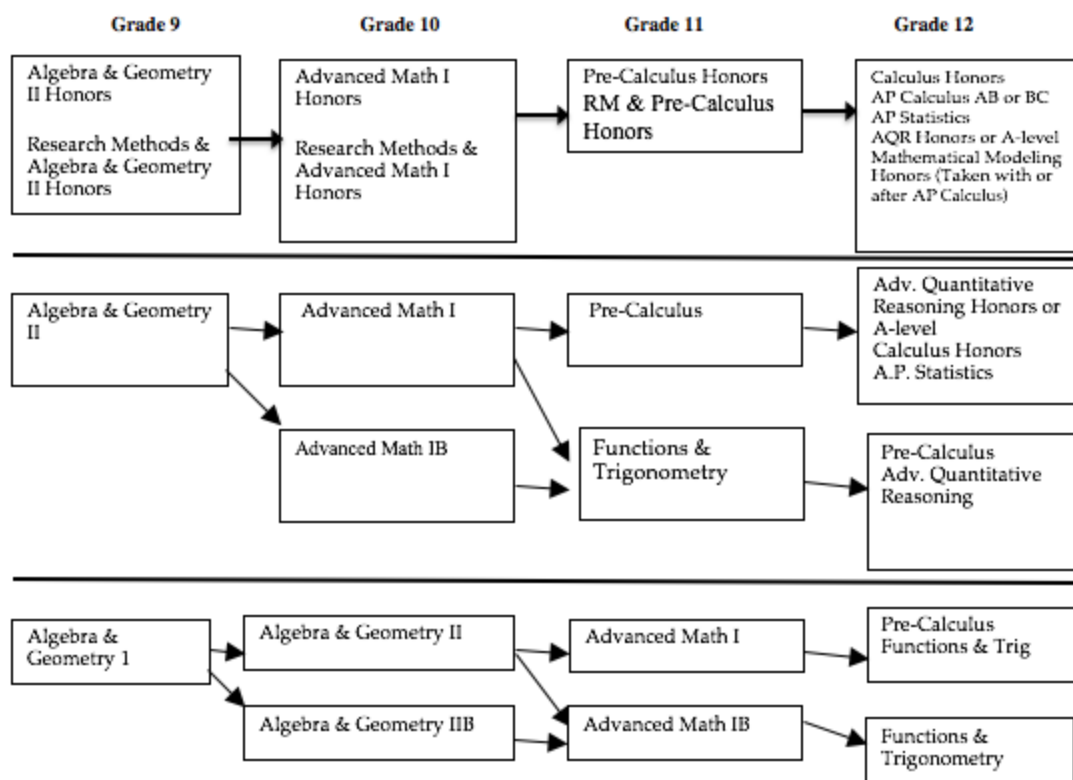 Grade 9 Grade 10 Grade 11 Grade 12
Algebra & Geometry
II Honors
Research Methods &
Algebra & Geometry
II Honors
Advanced Math I
Honors
Research Methods &
Advanced Math I
Honors
Pre-Calculus Honors
RM & Pre-Calculus
Honors
Calculus Honors
AP Calculus AB or BC
AP Statistics
AQR Honors or A-level
Mathematical Modeling
Honors (Taken with or
after AP Calculus)
Algebra & Geometry
II
Advanced Math I
Pre-Calculus
Adv. Quantitative
Reasoning Honors or
A-level
Calculus Honors
A.P. Statistics
Advanced Math IB
Functions &
Trigonometry
Pre-Calculus
Adv. Quantitative
Reasoning
Algebra &
Geometry 1
Algebra & Geometry II
Advanced Math I
Pre-Calculus
Functions & Trig
Algebra & Geometry IIB
Advanced Math IB
Functions &
Trigonometry